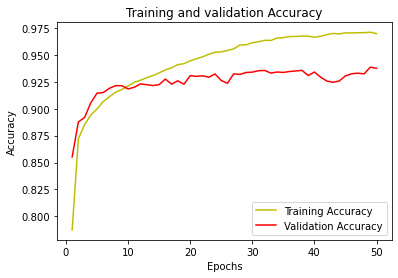 Training and validation Accuracy
Accuracy
0.975
0.950
0.925
0.900
0.875
0.850
0.825
0.800
Training Accuracy
Validation Accuracy
0 10 20 30 40 50
Epochs